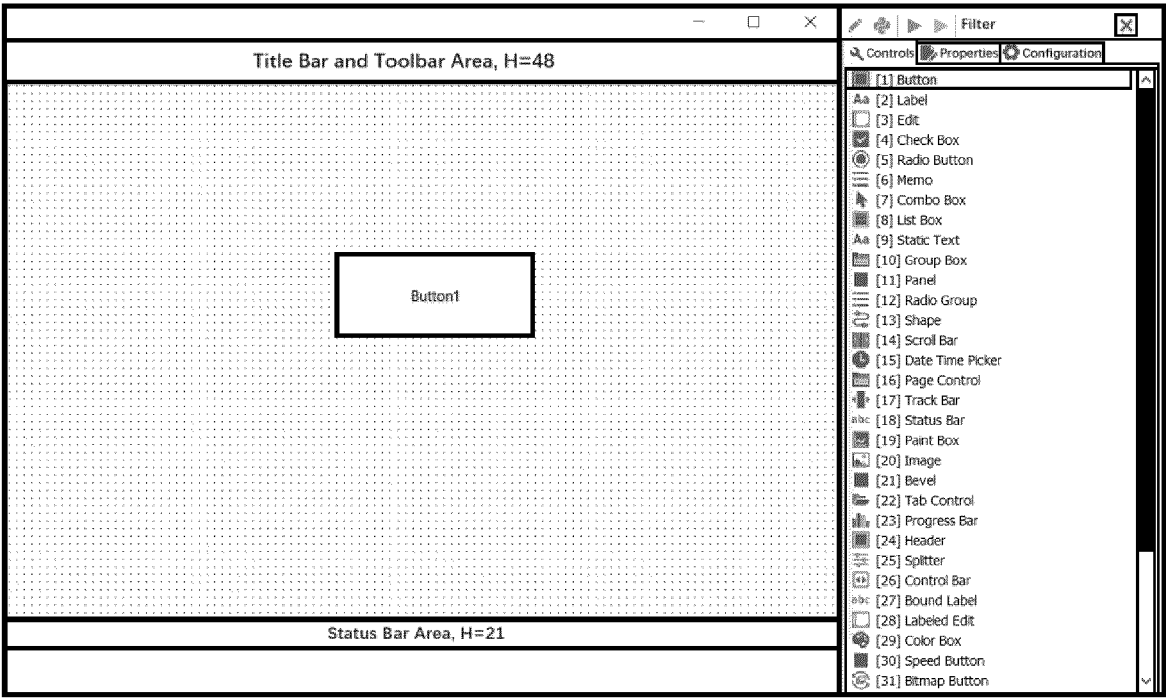 Title Bar and Toolbar Area, H=48
Button1
Status Bar Area, H=21
Filter
Controls Properties Configuration
[1] Button
Aa [2] Label
[3] Edit
[4] Check Box
[5] Radio Button
[6] Memo
[7] Combo Box
[8] List Box
Aa [9] Static Text
[10] Group Box
[11] Panel
[12] Radio Group
[13] Shape
[14] Scroll Bar
[15] Date Time Picker
[16] Page Control
[17] Track Bar
abc [18] Status Bar
[19] Paint Box
[20] Image
[21] Bevel
[22] Tab Control
[23] Progress Bar
[24] Header
[25] Splitter
[26] Control Bar
abc [27] Bound Label
[28] Labeled Edit
[29] Color Box
[30] Speed Button
[31] Bitmap Button